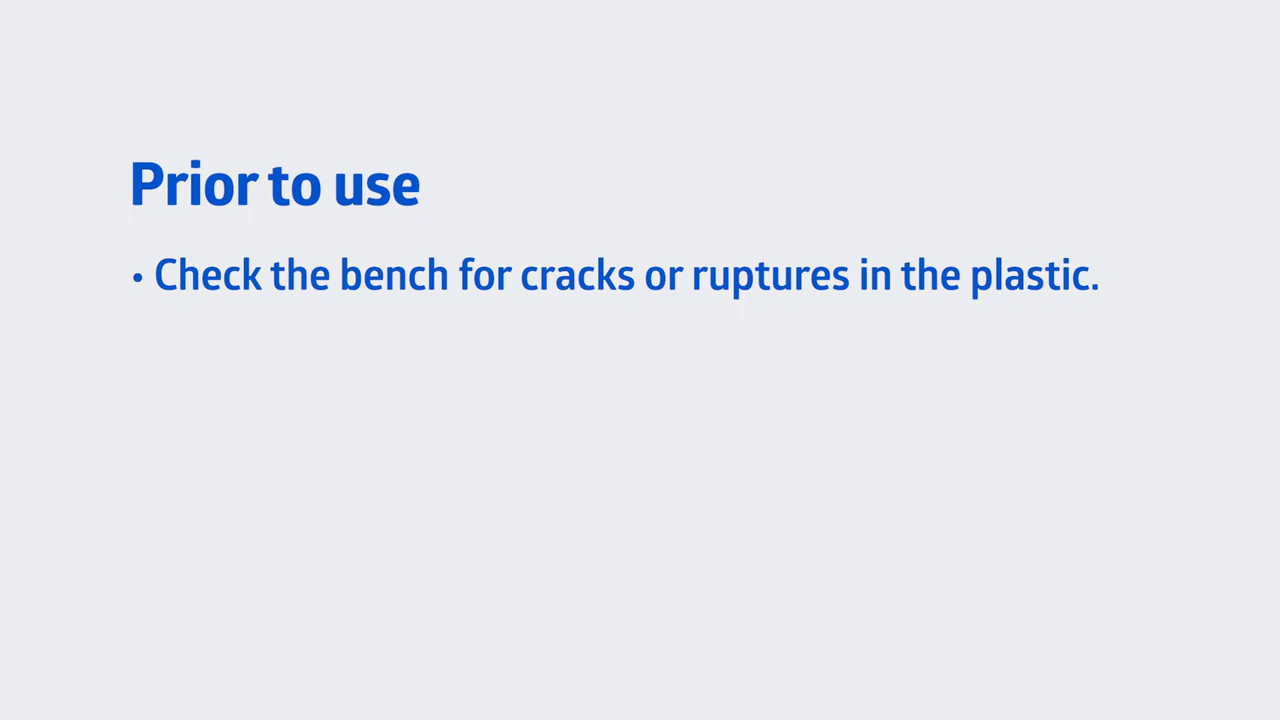 Prior to use
• Check the bench for cracks or ruptures in the plastic.